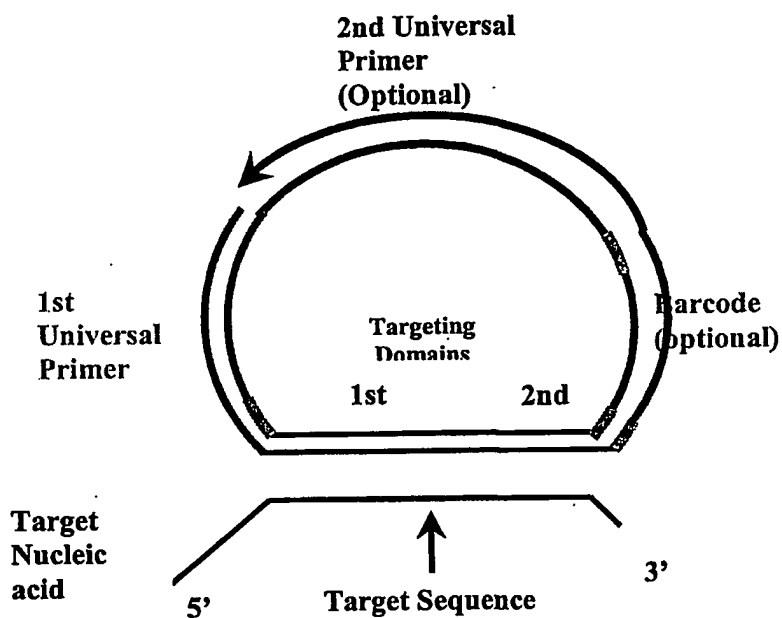 2nd Universal
Primer
(Optional)
1st
Universal
Primer
Targeting
Domains
Barcode
(optional)
1st 2nd
Target
Nucleic
acid
5’
Target Sequence
3’